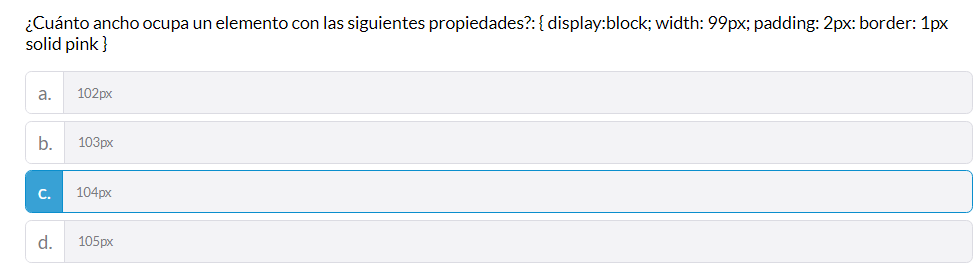 ¿Cuánto ancho ocupa un elemento con las siguientes propiedades?: { display:block; width: 99px; padding: 2px: border: 1px
solid pink }
a. 102px
b. 103px
c. 104px
d. 105px